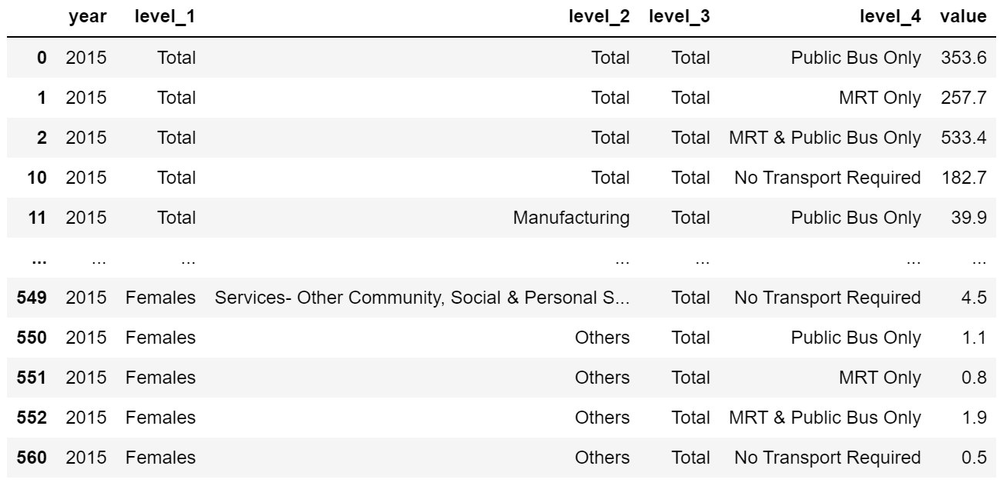 year level_1 level_2 level_3 level_4 value
0 2015 Total Total Total Public Bus Only 353.6
1 2015 Total Total Total MRT Only 257.7
2 2015 Total Total Total MRT & Public Bus Only 533.4
10 2015 Total Total Total No Transport Required 182.7
11 2015 Total Manufacturing Total Public Bus Only 39.9
... ... ... ... ... ... ...
549 2015 Females Services- Other Community, Social & Personal S... Total No Transport Required 4.5
550 2015 Females Others Total Public Bus Only 1.1
551 2015 Females Others Total MRT Only 0.8
552 2015 Females Others Total MRT & Public Bus Only 1.9
560 2015 Females Others Total No Transport Required 0.5